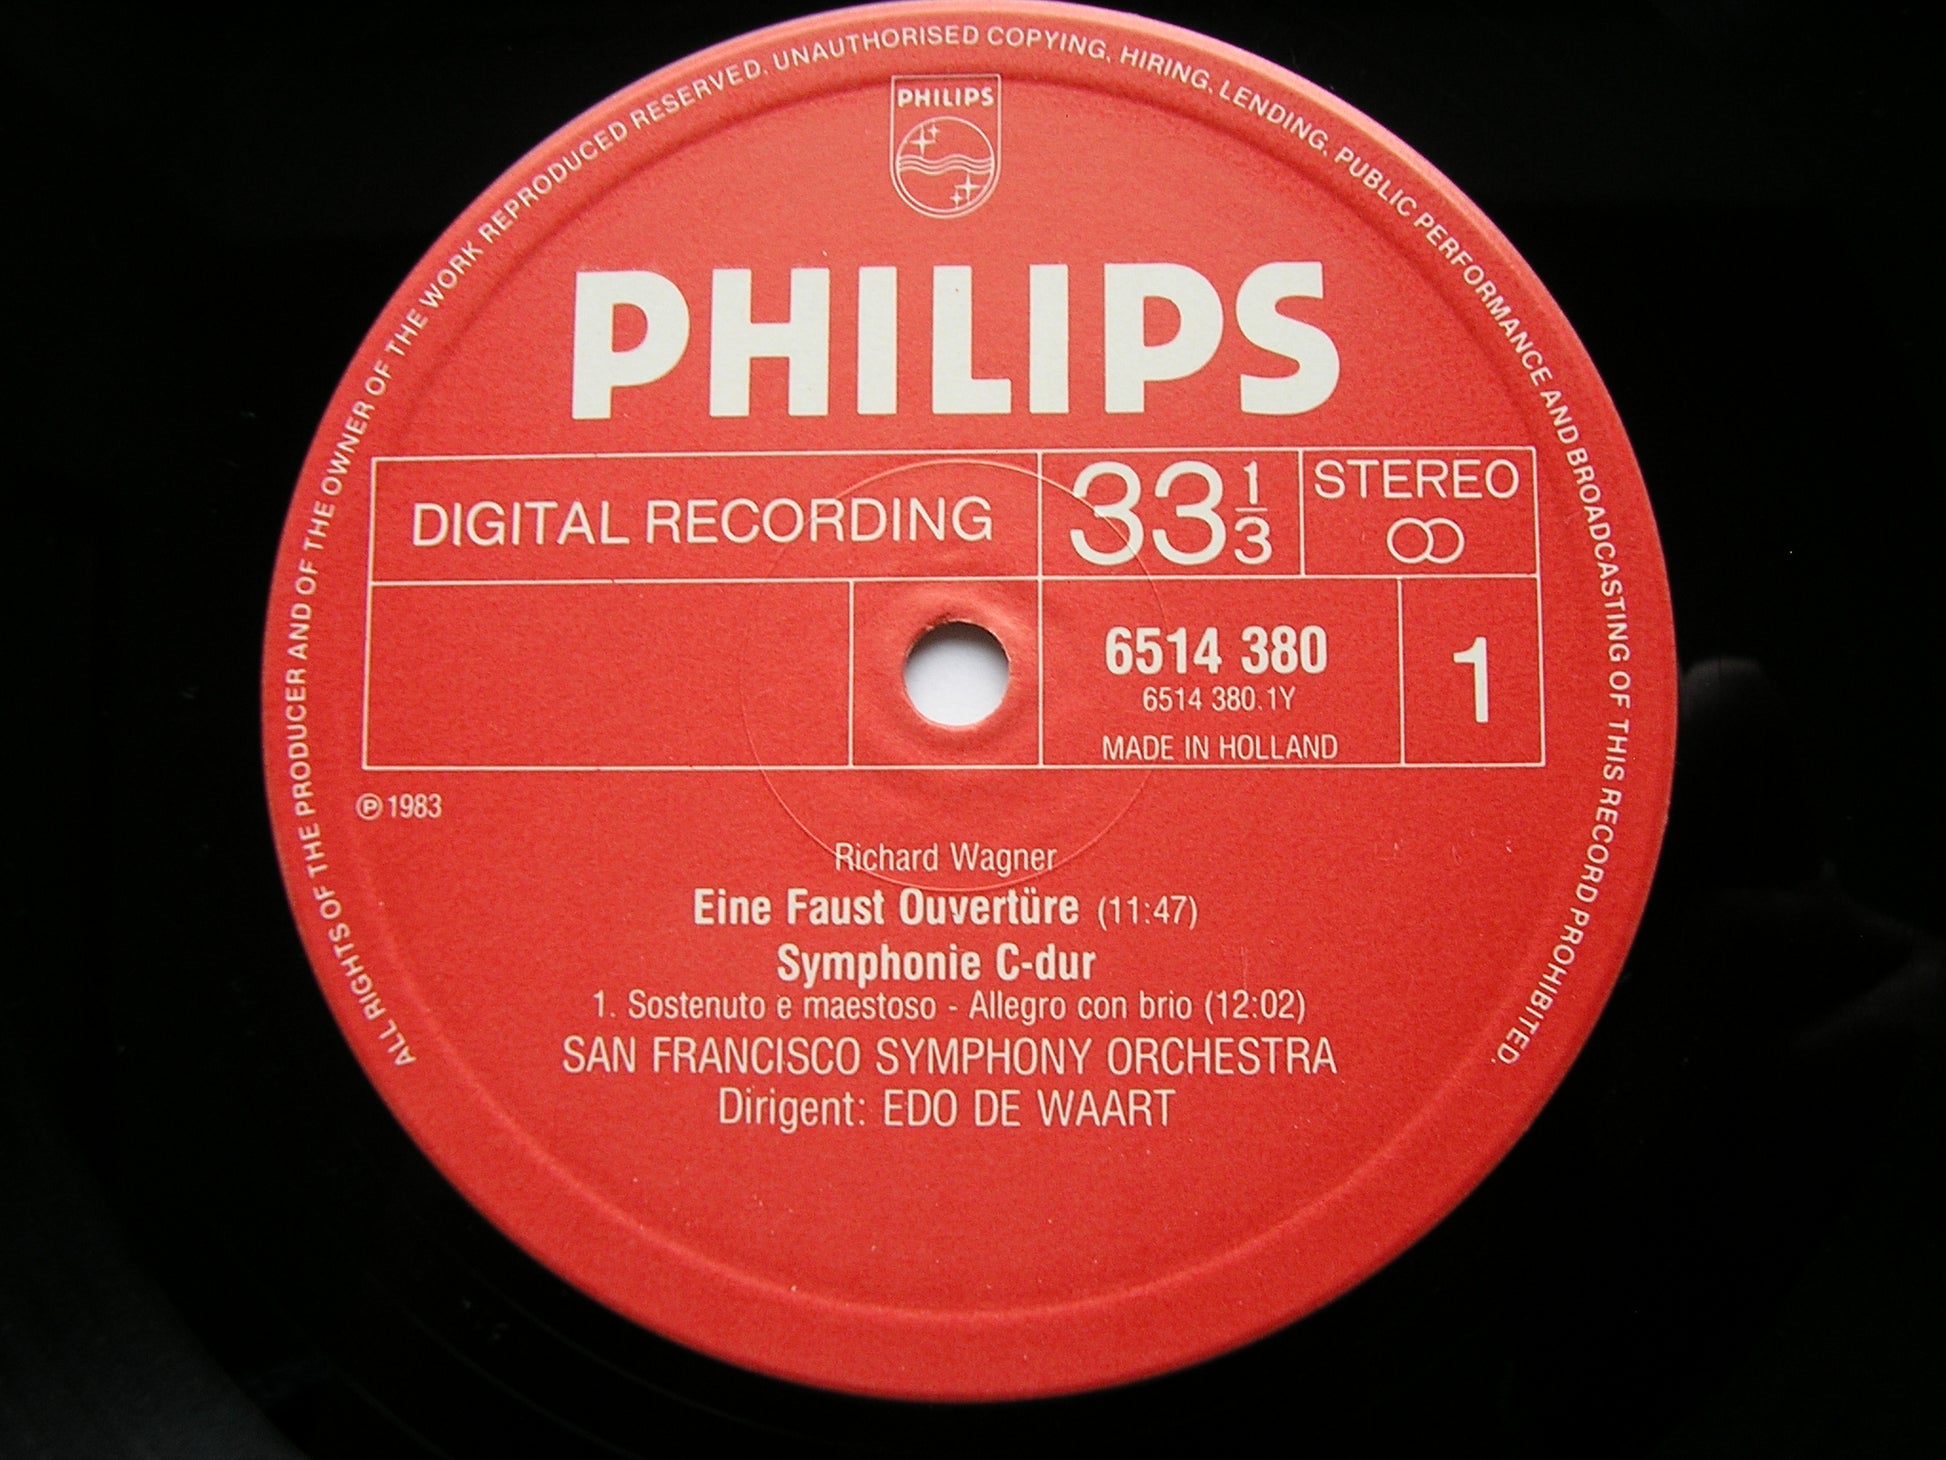 ALL RIGHTS OF THE PRODUCER AND OF THE OWNER OF THE WORK REPRODUCED RESERVED. UNAUTHORISED COPYING, HIRING, LENDING, PUBLIC PERFORMANCE AND BROADCASTING OF THIS RECORD PROHIBITED.
PHILIPS
PHILIPS
DIGITAL RECORDING
33 1/3
STEREO
6514 380
6514 380.1Y
MADE IN HOLLAND
1
℗ 1983
Richard Wagner
Eine Faust Ouvertüre (11:47)
Symphonie C-dur
1. Sostenuto e maestoso - Allegro con brio (12:02)
SAN FRANCISCO SYMPHONY ORCHESTRA
Dirigent: EDO DE WAART